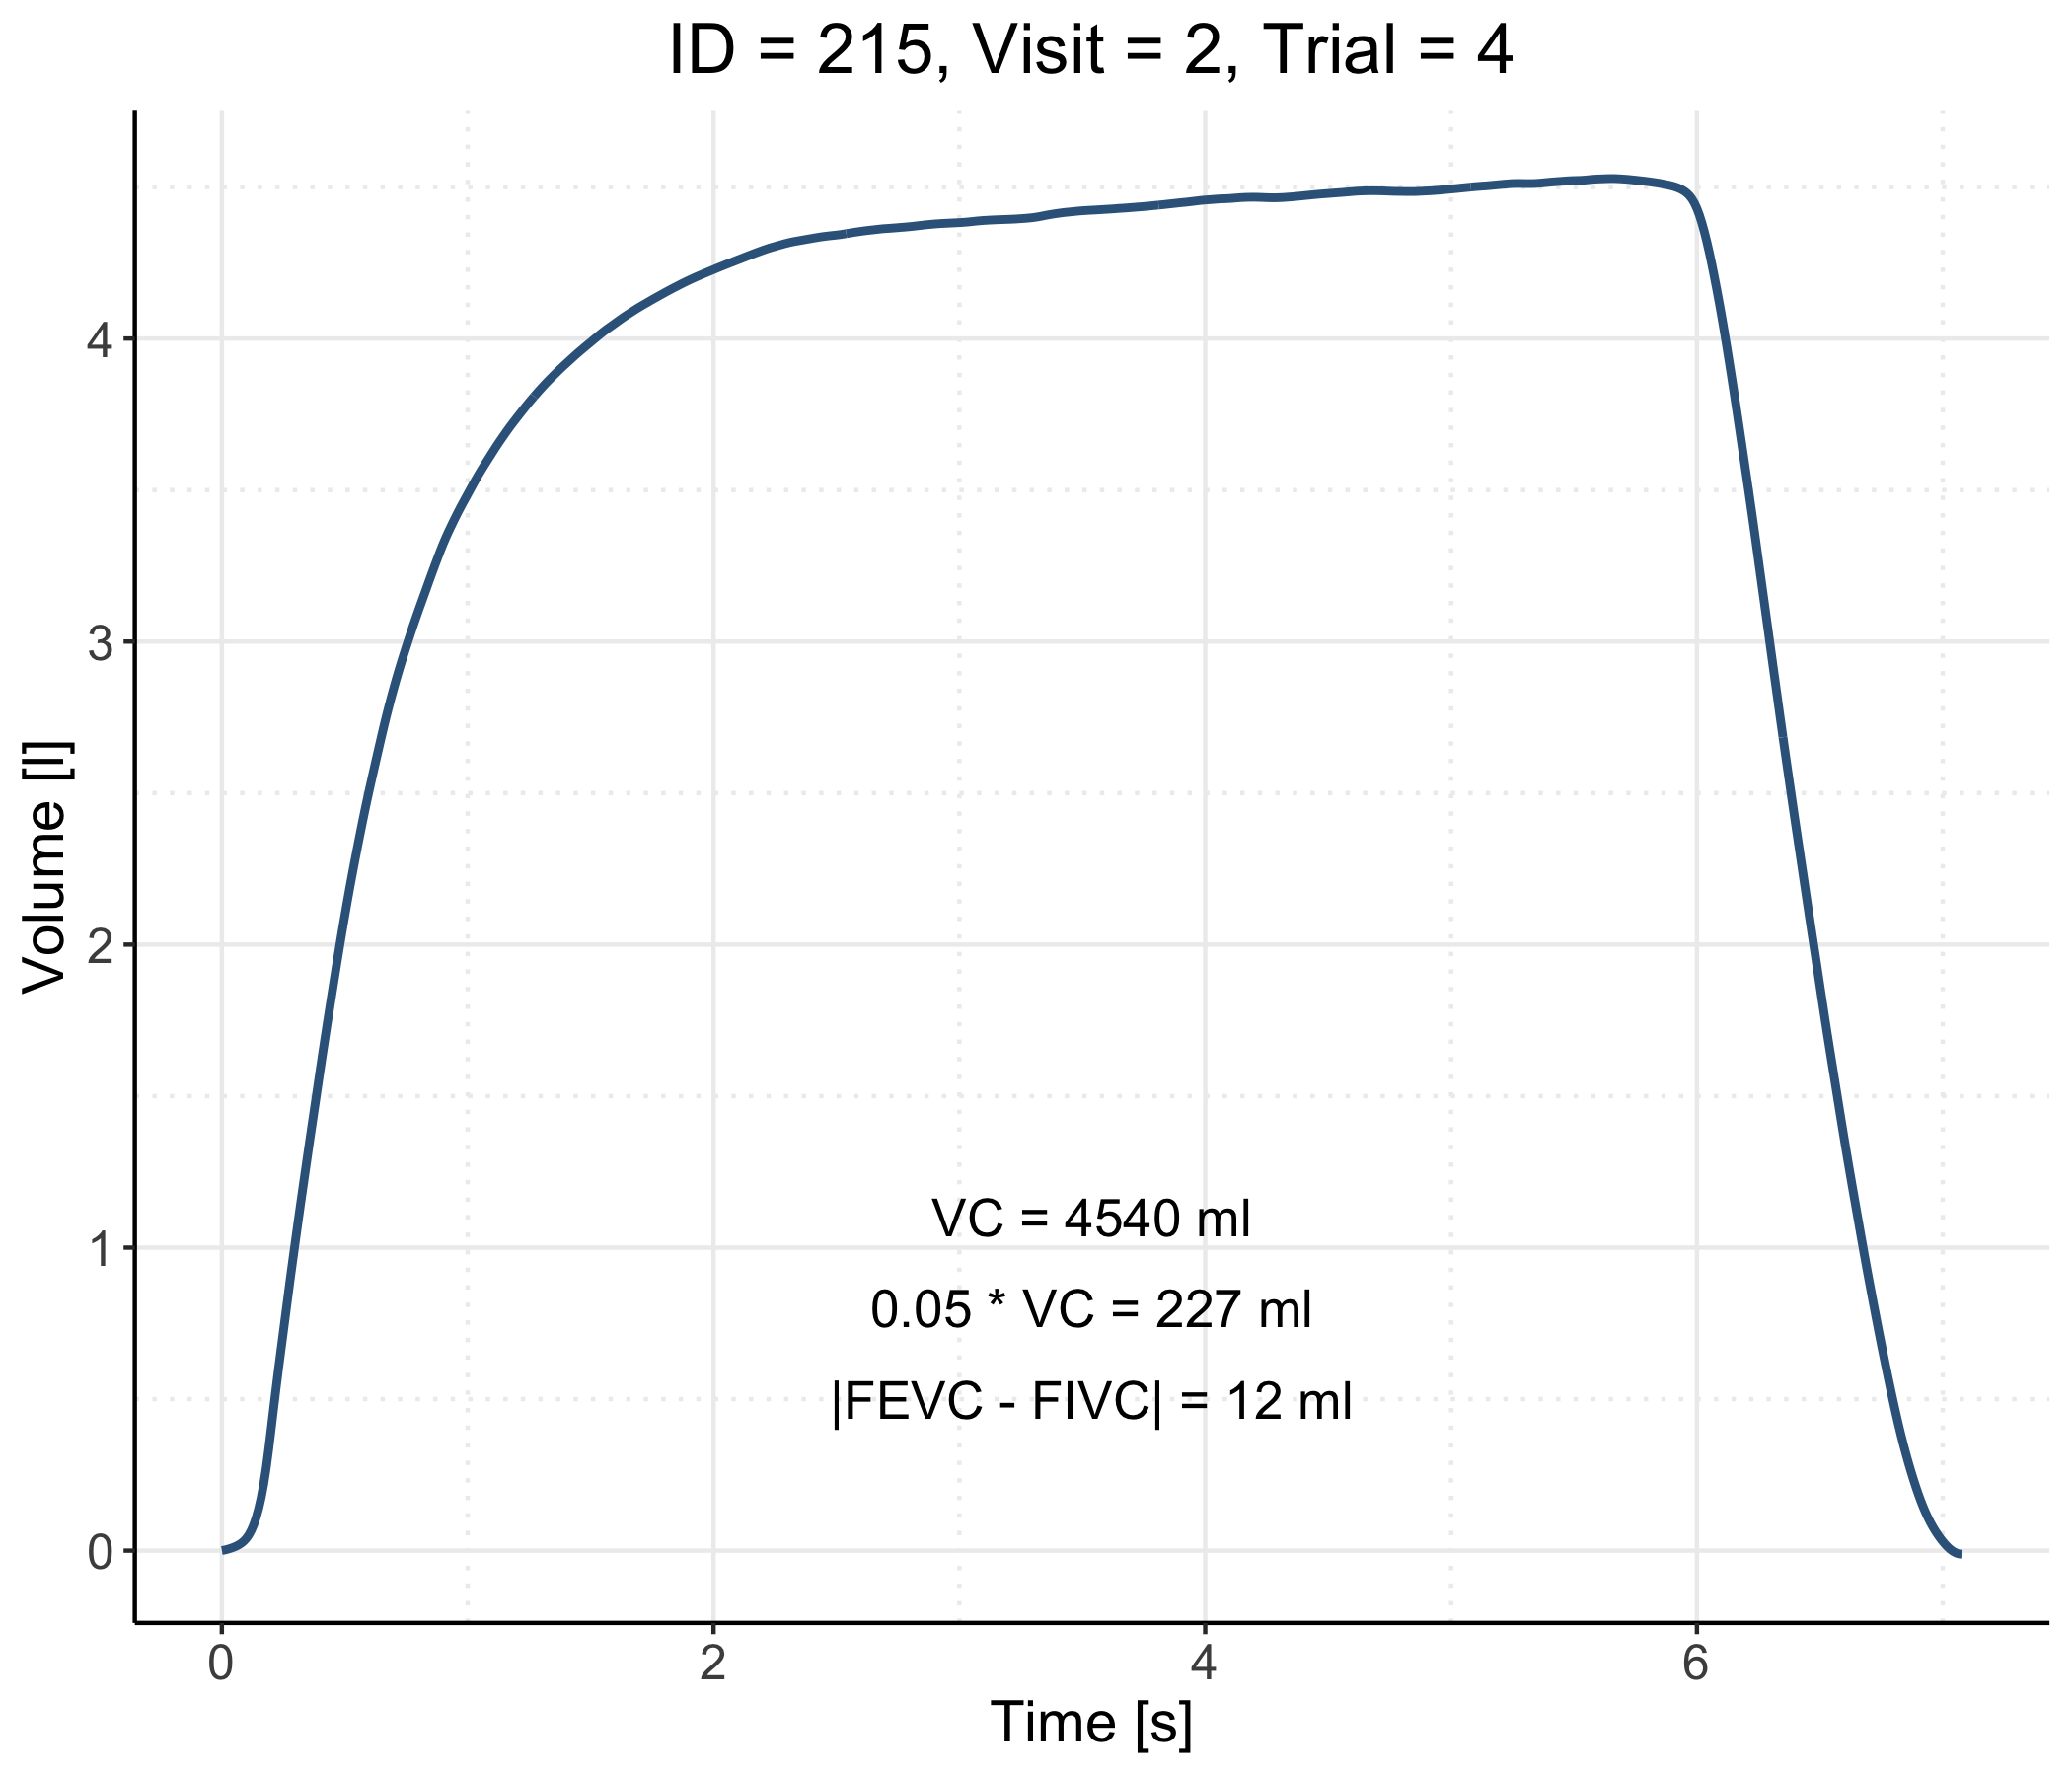 ID = 215, Visit = 2, Trial = 4
Volume [l]
4
3
2
1
0
VC = 4540 ml
0.05 * VC = 227 ml
|FEVC - FIVC| = 12 ml
0 2 4 6
Time [s]